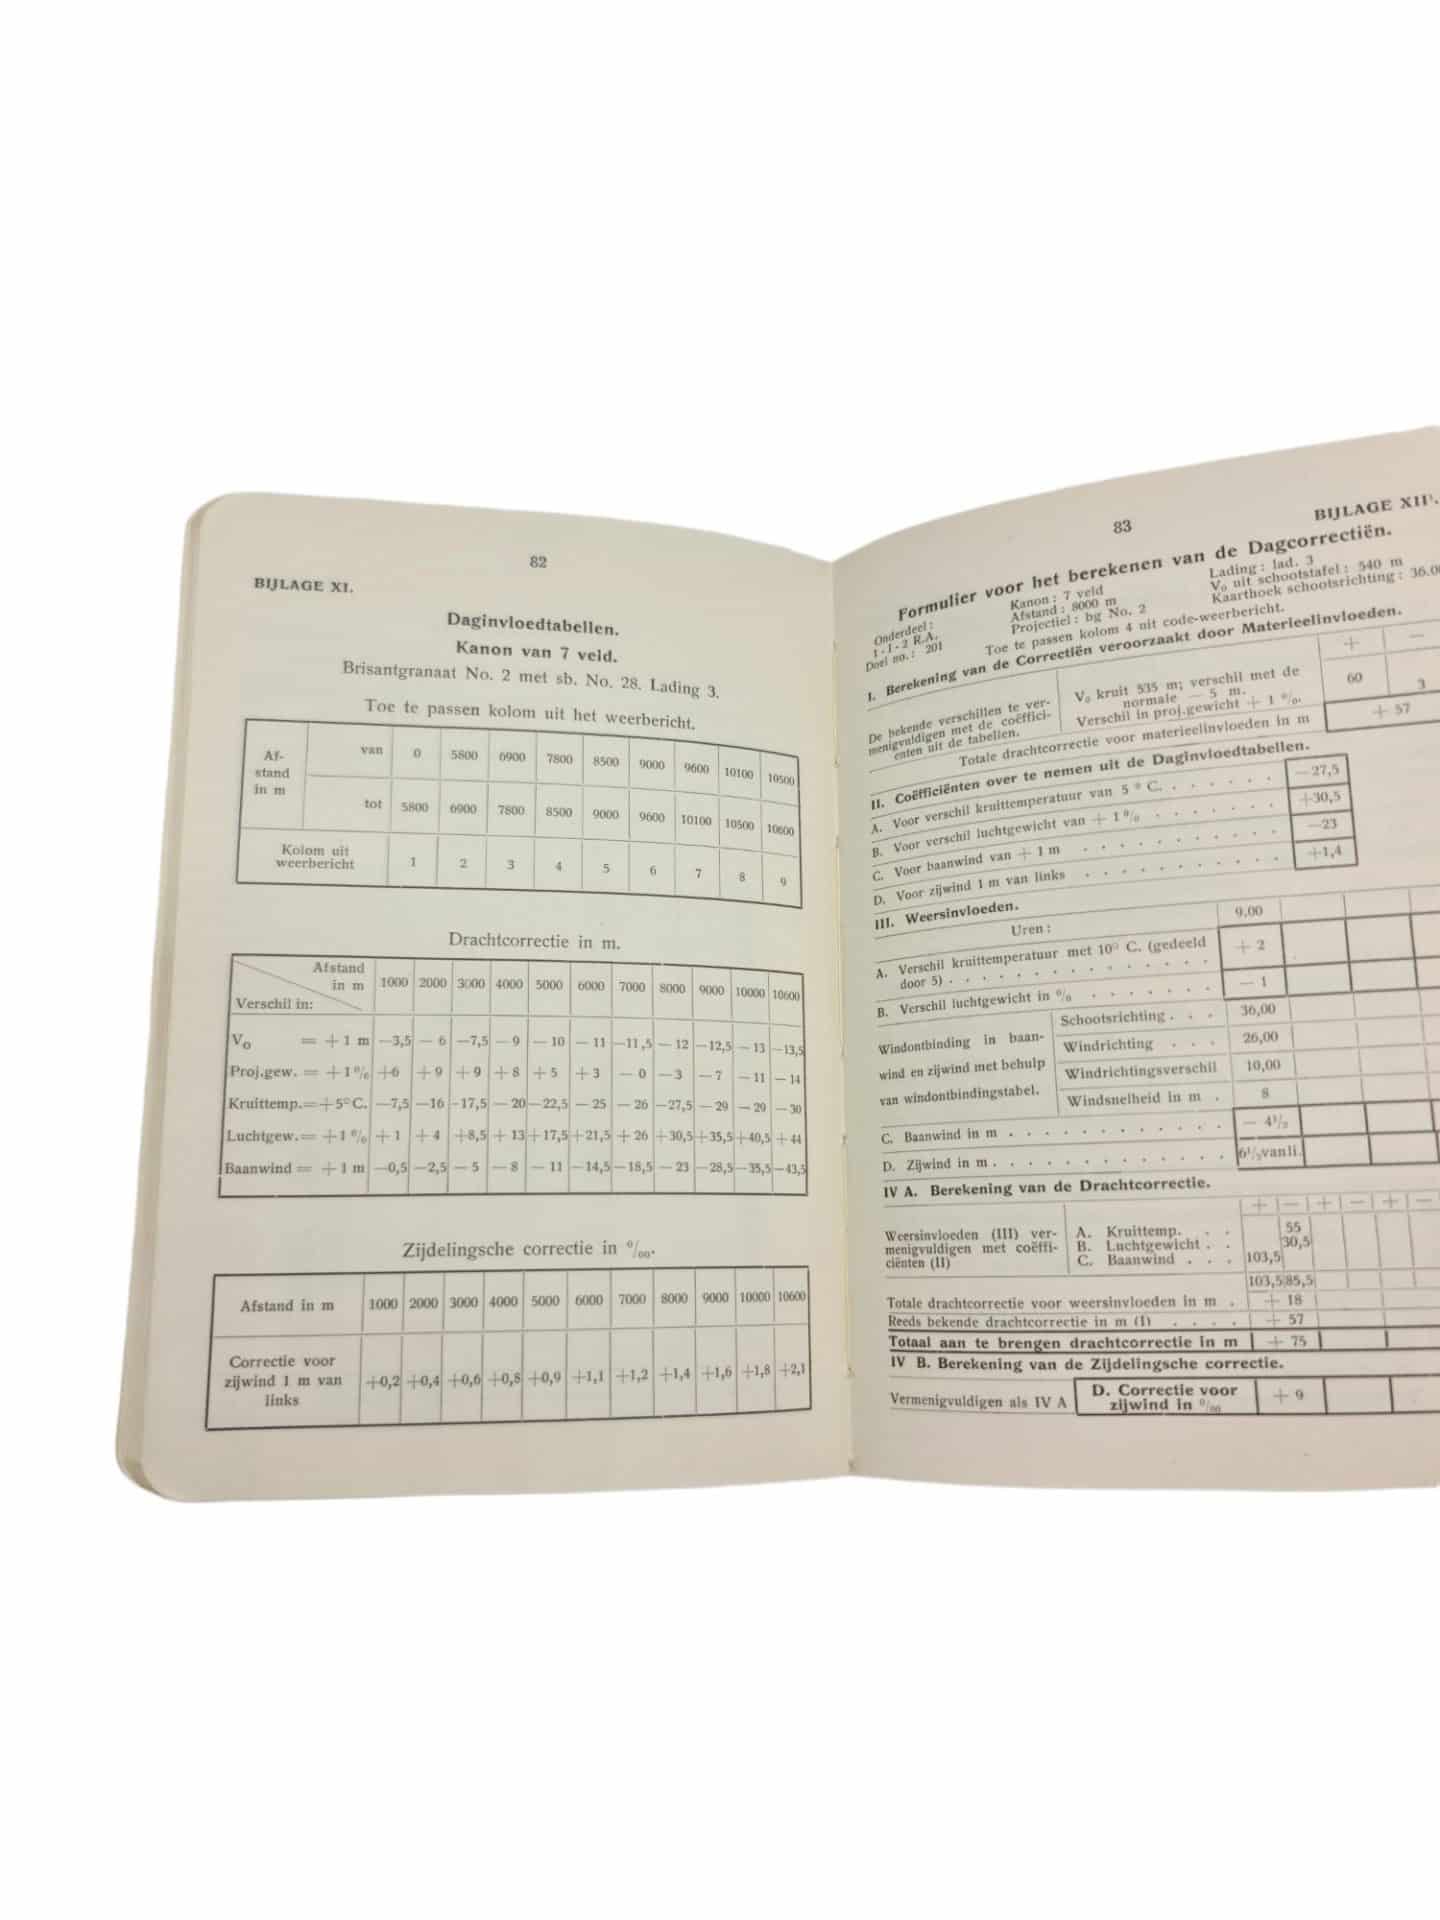 82
BIJLAGE XI.
Daginvloedtabellen.
Kanon van 7 veld.
Brisantgranaat No. 2 met sb. No. 28. Lading 3.
Toe te passen kolom uit het weerbericht.
Af-stand in m van 0 5800 6900 7800 8500 9000 9600 10100 10500
tot 5800 6900 7800 8500 9000 9600 10100 10500 10600
Kolom uit weerbericht 1 2 3 4 5 6 7 8 9
Drachtcorrectie in m.
Afstand in m 1000 2000 3000 4000 5000 6000 7000 8000 9000 10000 10600
Verschil in:
V₀ = +1 m —3,5 —6 —7,5 —9 —10 —11 —11,5 —12 —12,5 —13 —13,5
Proj.gew. = +1 % +6 +9 +9 +8 +5 +3 —0 —3 —7 —11 —14
Kruittemp.=+5°C. —7,5 —16 -17,5 —20 —22,5 —25 —26 —27,5 —29 —29 —30
Luchtgew.= +1 % +1 +4 +8,5 +13 +17,5 +21,5 +26 +30,5 +35,5 +40,5 +44
Baanwind = +1 m —0,5 —2,5 —5 —8 —11 —14,5 —18,5 —23 —28,5 —35,5 —43,5
Zijdelingsche correctie in ⁰/₀₀.
Afstand in m 1000 2000 3000 4000 5000 6000 7000 8000 9000 10000 10600
Correctie voor
zijwind 1 m van +0,2 +0,4 +0,6 +0,8 +0,9 +1,1 +1,2 +1,4 +1,6 +1,8 +2,1
links
83
BIJLAGE XII¹.
Formulier voor het berekenen van de Dagcorrectiën.
Onderdeel: Kanon: 7 veld Lading: lad. 3
1-1-2 R.A. Afstand: 8000 m V₀ uit schootstafel: 540 m
Doel no.: 201 Projectiel: bg No. 2 Kaarthoek schootsrichting: 36.00
Toe te passen kolom 4 uit code-weerbericht.
I. Berekening van de Correctiën veroorzaakt door Materieelinvloeden.
+ —
De bekende verschillen te ver-
menigvuldigen met de coëffici-
enten uit de tabellen.
V₀ kruit 535 m; verschil met de
normale — 5 m. 60
Verschil in proj.gewicht + 1 %. 3
Totale drachtcorrectie voor materieelinvloeden in m + 57
II. Coëfficiënten over te nemen uit de Daginvloedtabellen.
A. Voor verschil kruittemperatuur van 5 ° C. . . . . . . —27,5
B. Voor verschil luchtgewicht van + 1 % . . . . . . . +30,5
C. Voor baanwind van + 1 m . . . . . . . . . . —23
D. Voor zijwind 1 m van links . . . . . . . . . . +1,4
III. Weersinvloeden.
Uren: 9,00
A. Verschil kruittemperatuur met 10° C. (gedeeld
door 5) . . . . . . . . . . . . . + 2
B. Verschil luchtgewicht in % . . . . . . . — 1
Windontbinding in baan-
wind en zijwind met behulp
van windontbindingstabel.
Schootsrichting . . . 36,00
Windrichting . . . 26,00
Windrichtingsverschil 10,00
Windsnelheid in m . 8
C. Baanwind in m . . . . . . . . . . . . — 4¹/₂
D. Zijwind in m . . . . . . . . . . . . . 6¹/₂ van li.
IV A. Berekening van de Drachtcorrectie.
+ — + — + —
Weersinvloeden (III) ver-
menigvuldigen met coëffi-
ciënten (II)
A. Kruittemp. . . 55
B. Luchtgewicht . . 30,5
C. Baanwind . . . 103,5
103,5 85,5
Totale drachtcorrectie voor weersinvloeden in m . + 18
Reeds bekende drachtcorrectie in m (I) . . . . + 57
Totaal aan te brengen drachtcorrectie in m + 75
IV B. Berekening van de Zijdelingsche correctie.
Vermenigvuldigen als IV A D. Correctie voor
zijwind in ⁰/₀₀ + 9